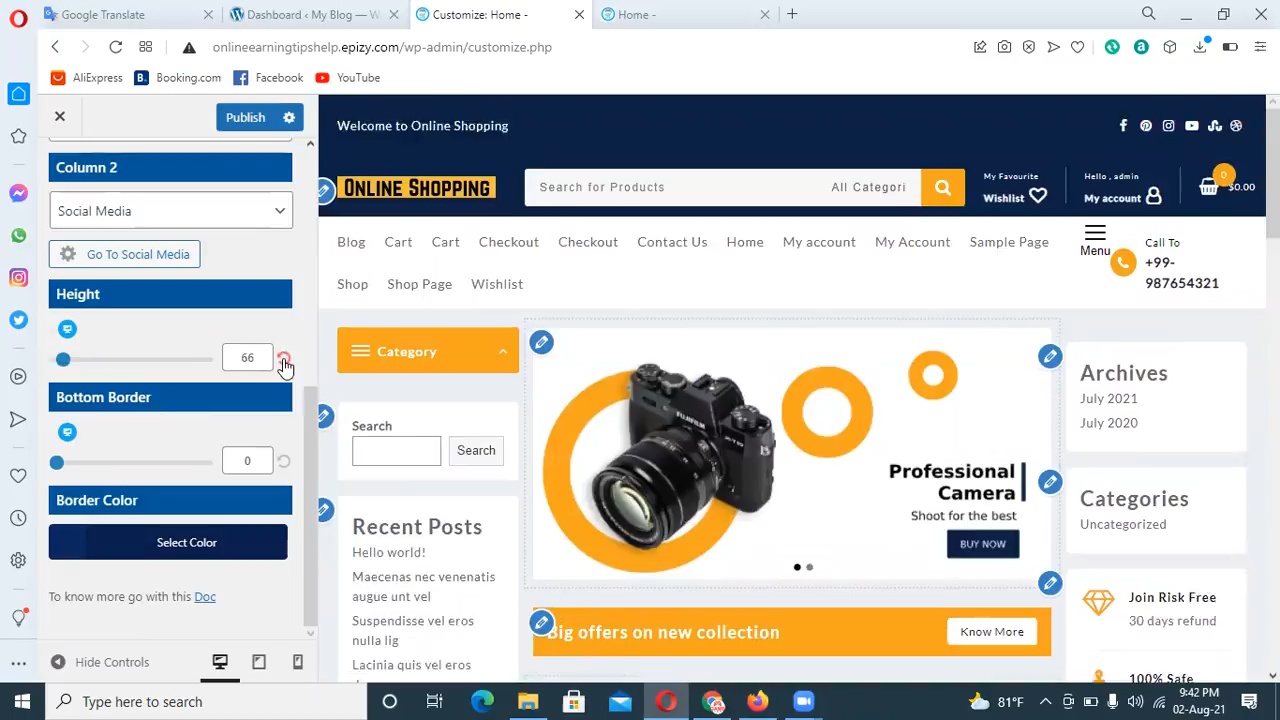 Google Translate
Dashboard ‹ My Blog — W
Customize: Home -
Home -
onlineearningtipshelp.epizy.com/wp-admin/customize.php
AliExpress
Booking.com
Facebook
YouTube
Publish
Column 2
Social Media
Go To Social Media
Height
66
Bottom Border
0
Border Color
Select Color
To know more go with this Doc
Hide Controls
Welcome to Online Shopping
ONLINE SHOPPING
Search for Products
All Categori
My Favourite
Wishlist
Hello , admin
My account
0
$0.00
Blog Cart Cart Checkout Checkout Contact Us Home My account My Account Sample Page
Shop Shop Page Wishlist
Menu
Call To
+99-
987654321
Category
Search
Search
Recent Posts
Hello world!
Maecenas nec venenatis
augue unt vel
Suspendisse vel eros
nulla lig
Lacinia quis vel eros
FUJIFILM
Professional
Camera
Shoot for the best
BUY NOW
Big offers on new collection
Know More
Archives
July 2021
July 2020
Categories
Uncategorized
Join Risk Free
30 days refund
100% Safe
Type here to search
81°F
9:42 PM
02-Aug-21